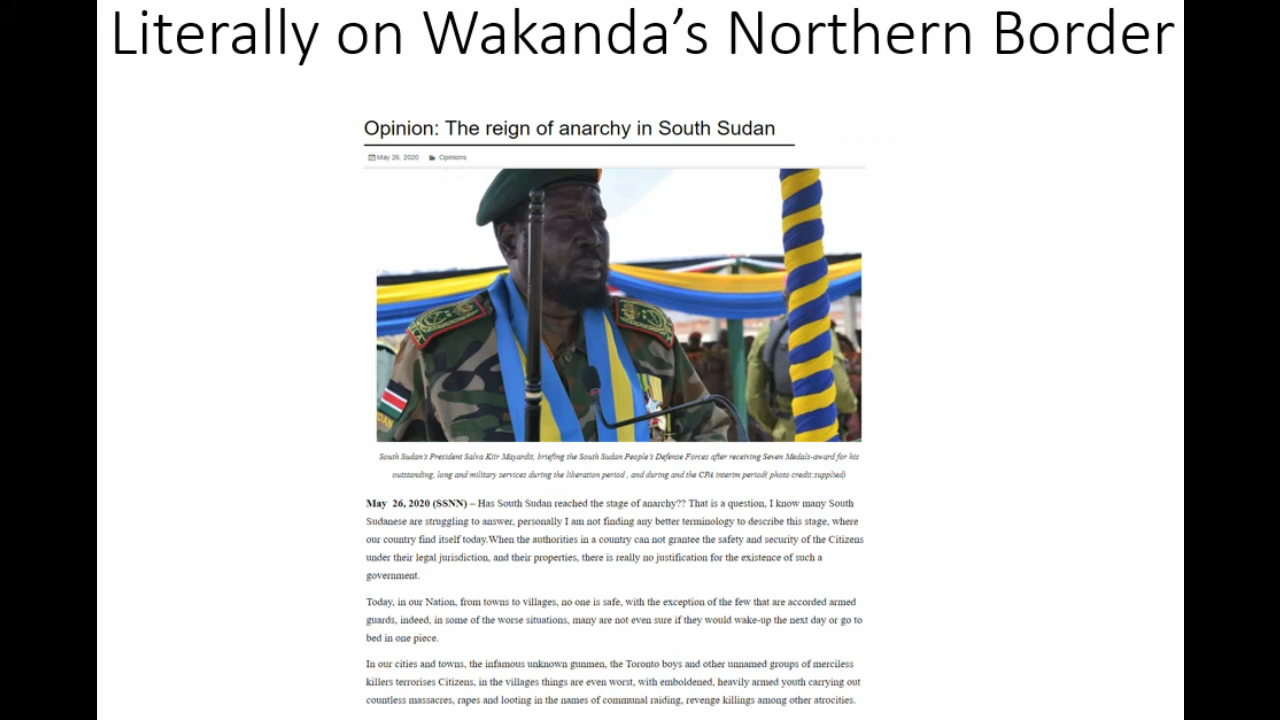 Literally on Wakanda’s Northern Border
Opinion: The reign of anarchy in South Sudan
May 26, 2020 Opinions
South Sudan's President Salva Kiir Mayardit, briefing the South Sudan People's Defense Forces after receiving Seven Medals-award for his
outstanding, long and military services during the liberation period , and during and the CPA interim period( photo credit:supplied)
May 26, 2020 (SSNN) – Has South Sudan reached the stage of anarchy?? That is a question, I know many South
Sudanese are struggling to answer, personally I am not finding any better terminology to describe this stage, where
our country find itself today.When the authorities in a country can not grantee the safety and security of the Citizens
under their legal jurisdiction, and their properties, there is really no justification for the existence of such a
government.
Today, in our Nation, from towns to villages, no one is safe, with the exception of the few that are accorded armed
guards, indeed, in some of the worse situations, many are not even sure if they would wake-up the next day or go to
bed in one piece.
In our cities and towns, the infamous unknown gunmen, the Toronto boys and other unnamed groups of merciless
killers terrorises Citizens, in the villages things are even worst, with emboldened, heavily armed youth carrying out
countless massacres, rapes and looting in the names of communal raiding, revenge killings among other atrocities.